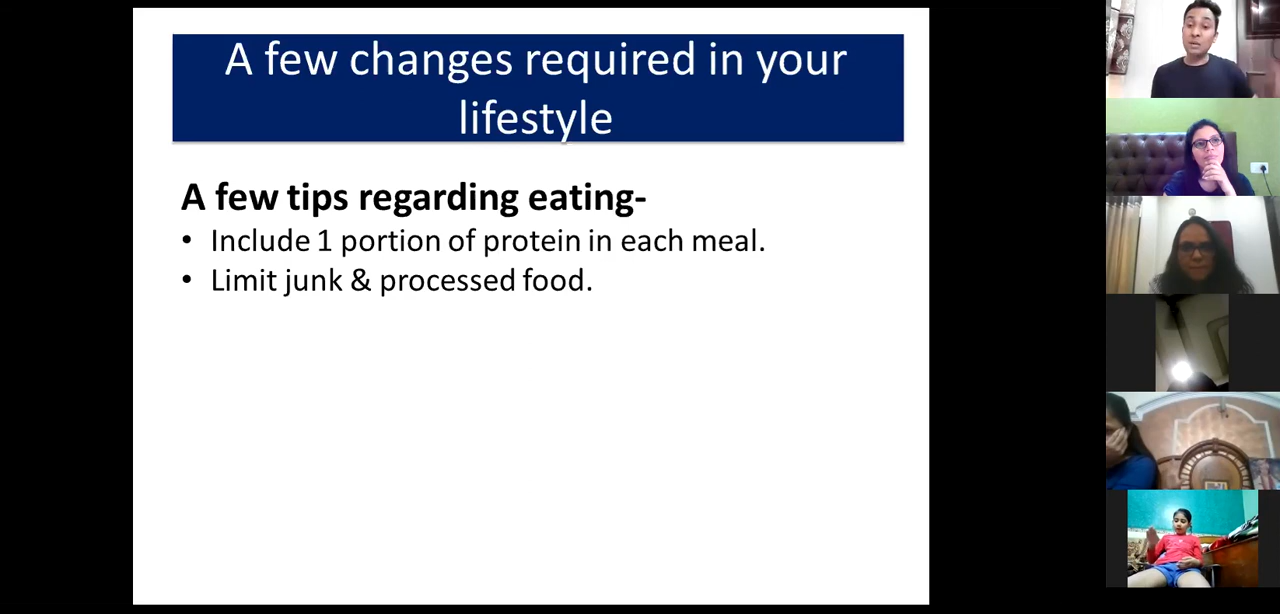 A few changes required in your
lifestyle
A few tips regarding eating-
• Include 1 portion of protein in each meal.
• Limit junk & processed food.